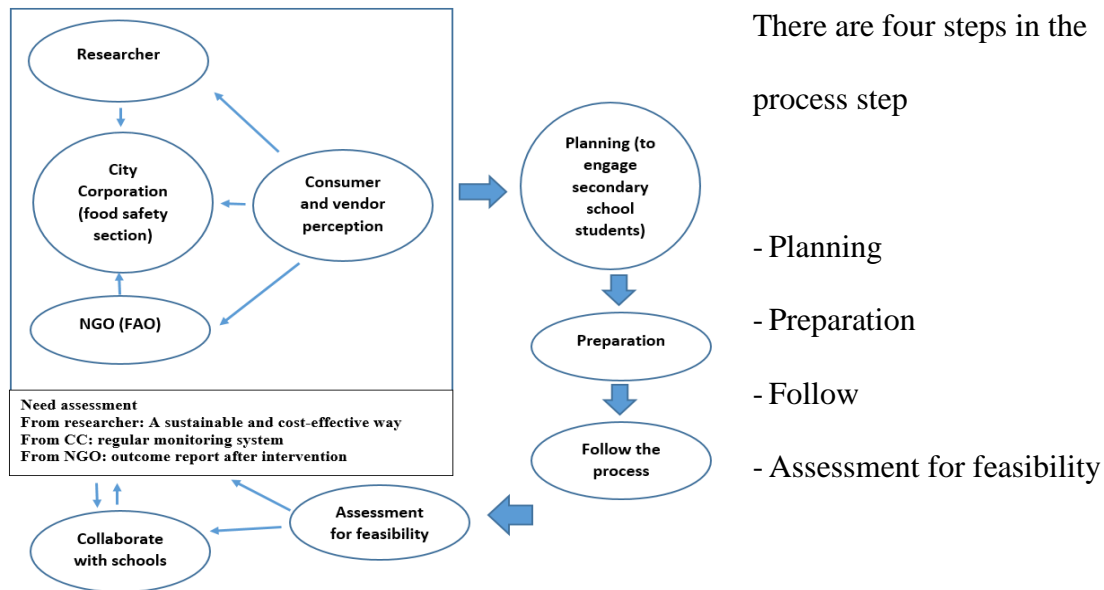 Researcher
City
Corporation
(food safety
section)
Consumer
and vendor
perception
NGO (FAO)
Need assessment
From researcher: A sustainable and cost-effective way
From CC: regular monitoring system
From NGO: outcome report after intervention
Collaborate
with schools
Assessment
for feasibility
Planning (to
engage
secondary
school
students)
Preparation
Follow the
process
There are four steps in the
process step
- Planning
- Preparation
- Follow
- Assessment for feasibility